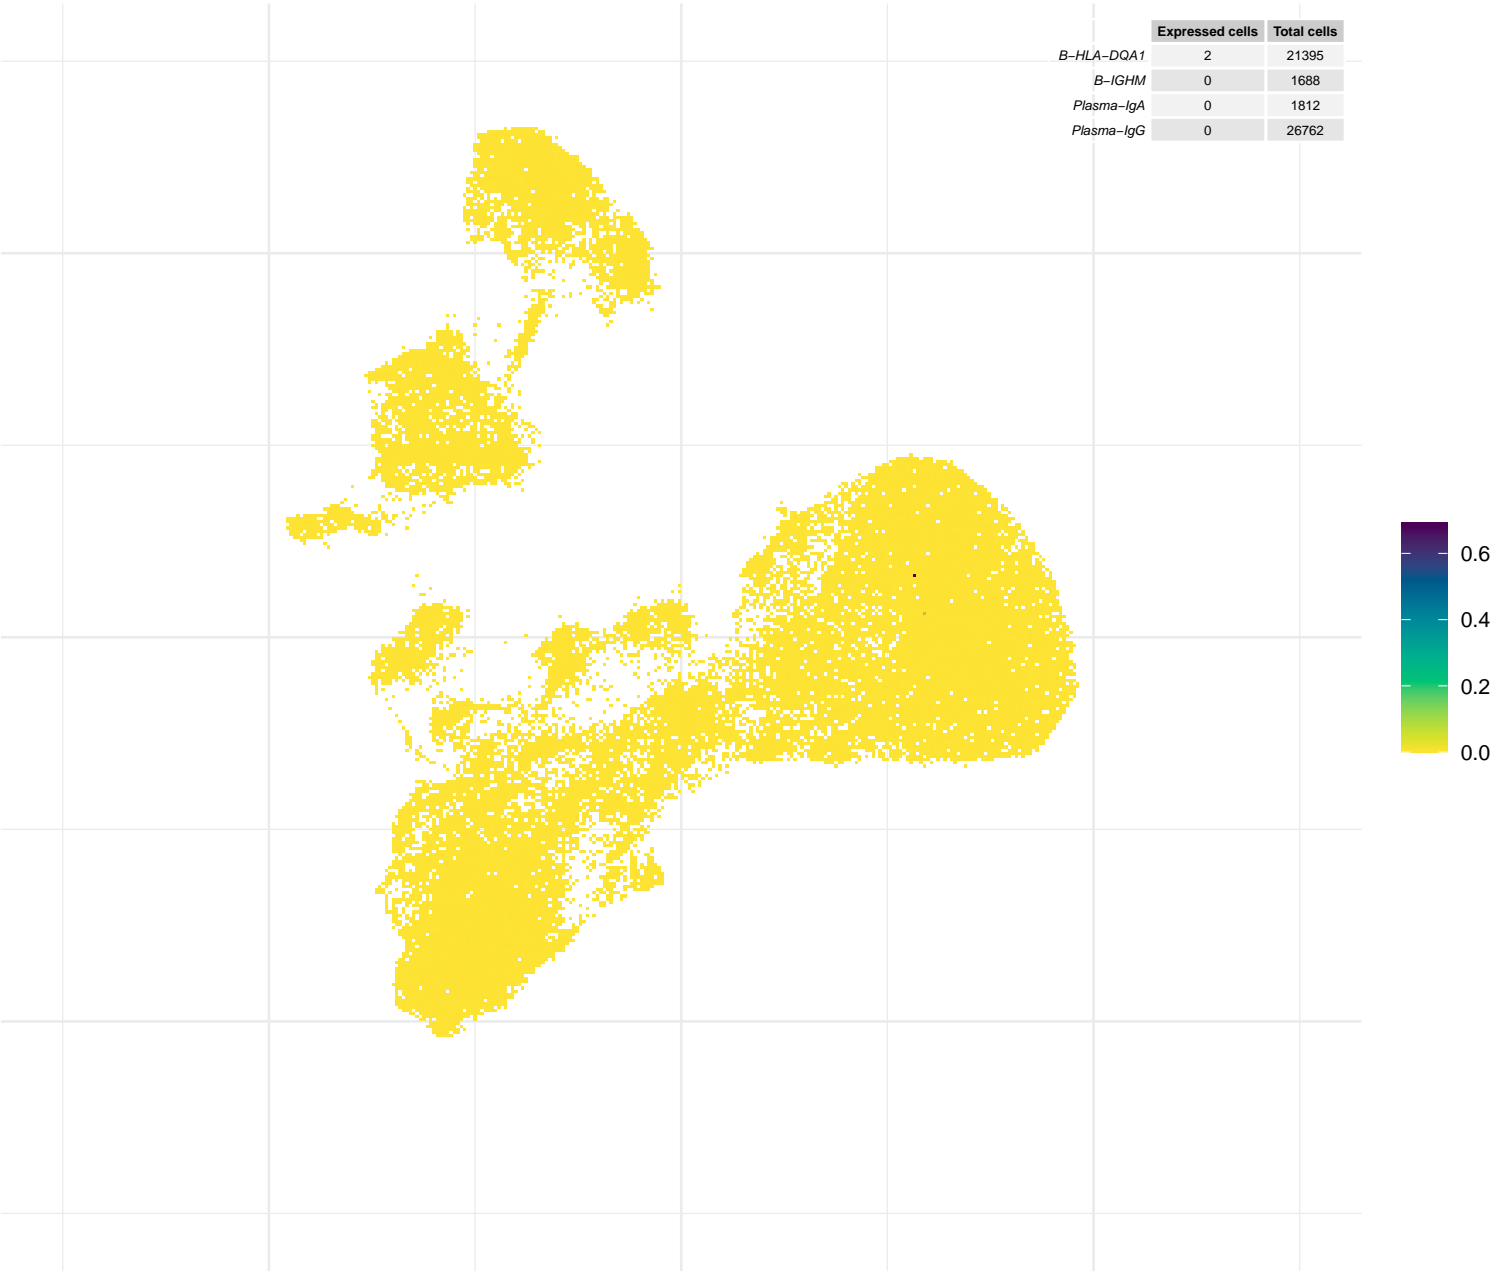 Expressed cells Total cells
B−HLA−DQA1 2 21395
B−IGHM 0 1688
Plasma−IgA 0 1812
Plasma−IgG 0 26762
0.6
0.4
0.2
0.0